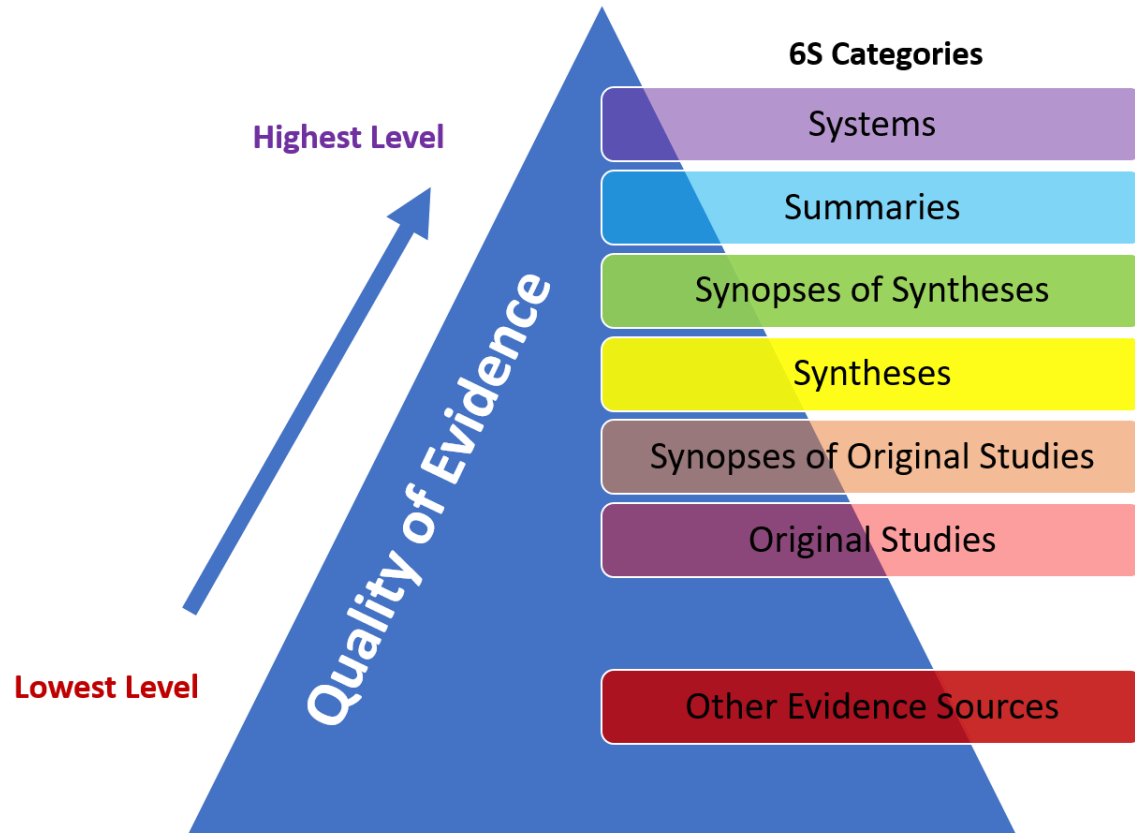 6S Categories
Highest Level
Systems
Summaries
Synopses of Syntheses
Syntheses
Synopses of Original Studies
Original Studies
Quality of Evidence
Lowest Level
Other Evidence Sources